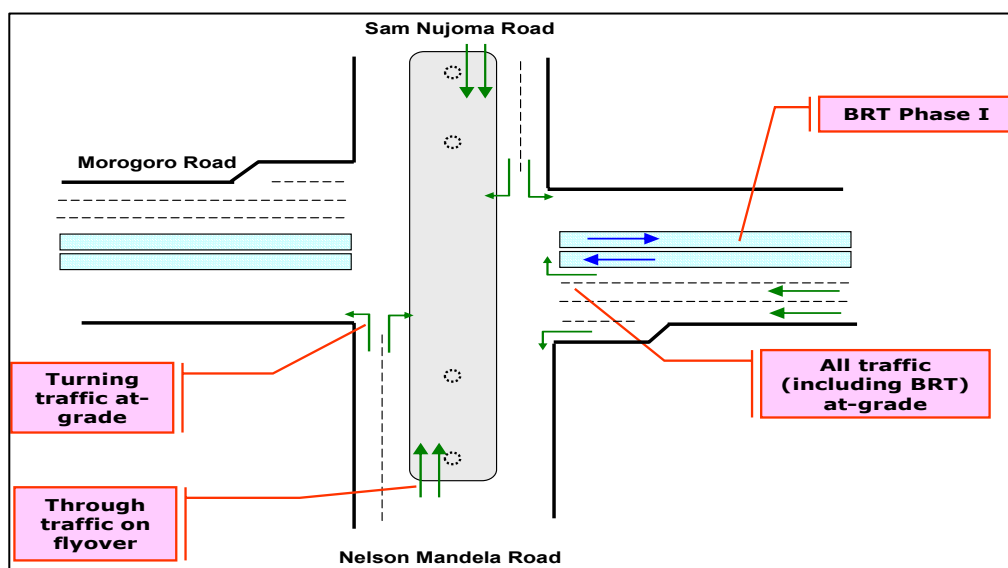 Sam Nujoma Road
BRT Phase I
Morogoro Road
Turning
traffic at-
grade
All traffic
(including BRT)
at-grade
Through
traffic on
flyover
Nelson Mandela Road